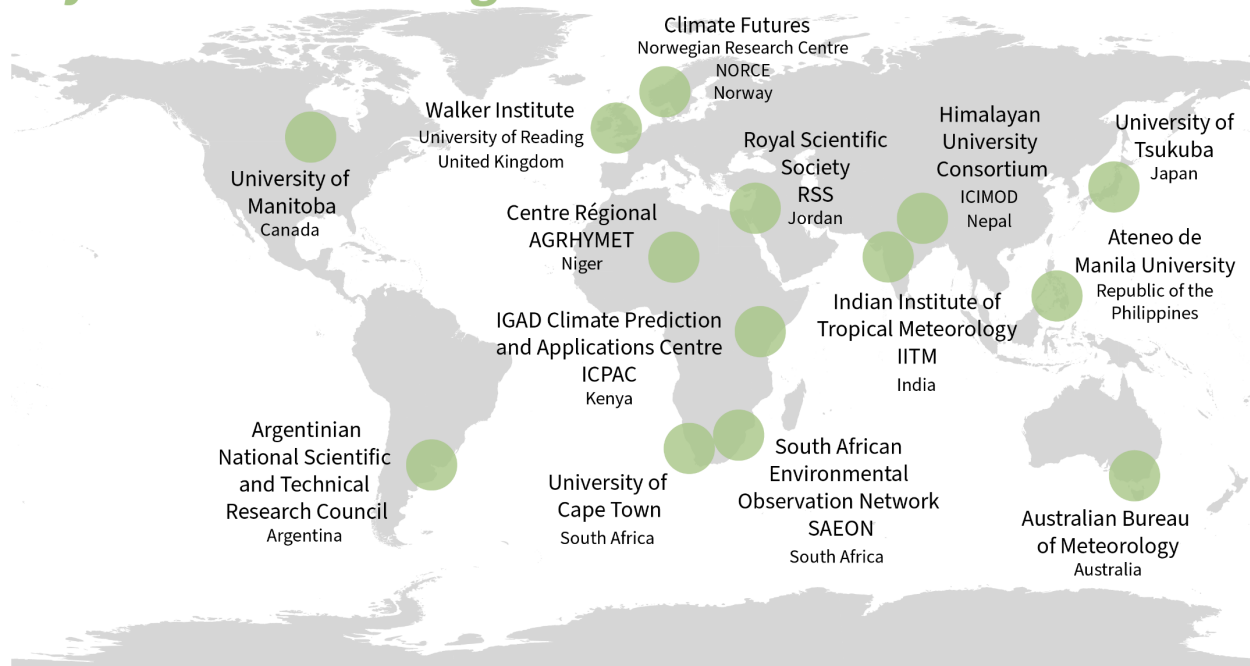 Climate Futures
Norwegian Research Centre
NORCE
Norway
Walker Institute
University of Reading
United Kingdom
Himalayan
University
Consortium
ICIMOD
Nepal
University of
Tsukuba
Japan
Royal Scientific
Society
RSS
Jordan
University of
Manitoba
Canada
Centre Régional
AGRHYMET
Niger
Ateneo de
Manila University
Republic of the
Philippines
Indian Institute of
Tropical Meteorology
IITM
India
IGAD Climate Prediction
and Applications Centre
ICPAC
Kenya
Argentinian
National Scientific
and Technical
Research Council
Argentina
University of
Cape Town
South Africa
South African
Environmental
Observation Network
SAEON
South Africa
Australian Bureau
of Meteorology
Australia